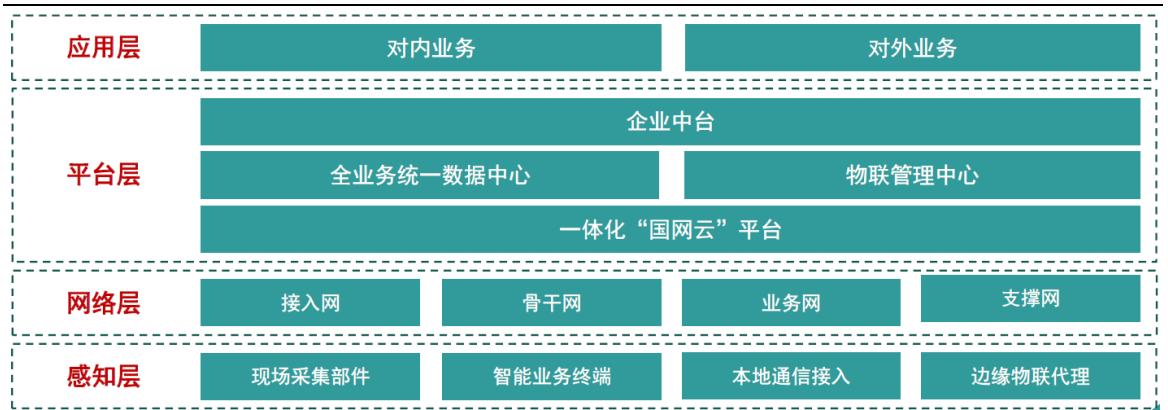 应用层
对内业务
对外业务
平台层
企业中台
全业务统一数据中心
物联管理中心
一体化“国网云”平台
网络层
接入网
骨干网
业务网
支撑网
感知层
现场采集部件
智能业务终端
本地通信接入
边缘物联代理